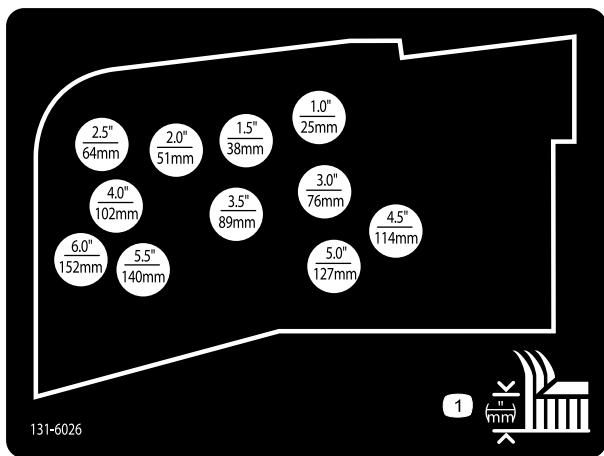 1.0"
25mm
1.5"
38mm
2.5"
64mm
2.0"
51mm
3.0"
76mm
4.0"
102mm
3.5"
89mm
4.5"
114mm
6.0"
152mm
5.5"
140mm
5.0"
127mm
1
"
(mm)
131-6026